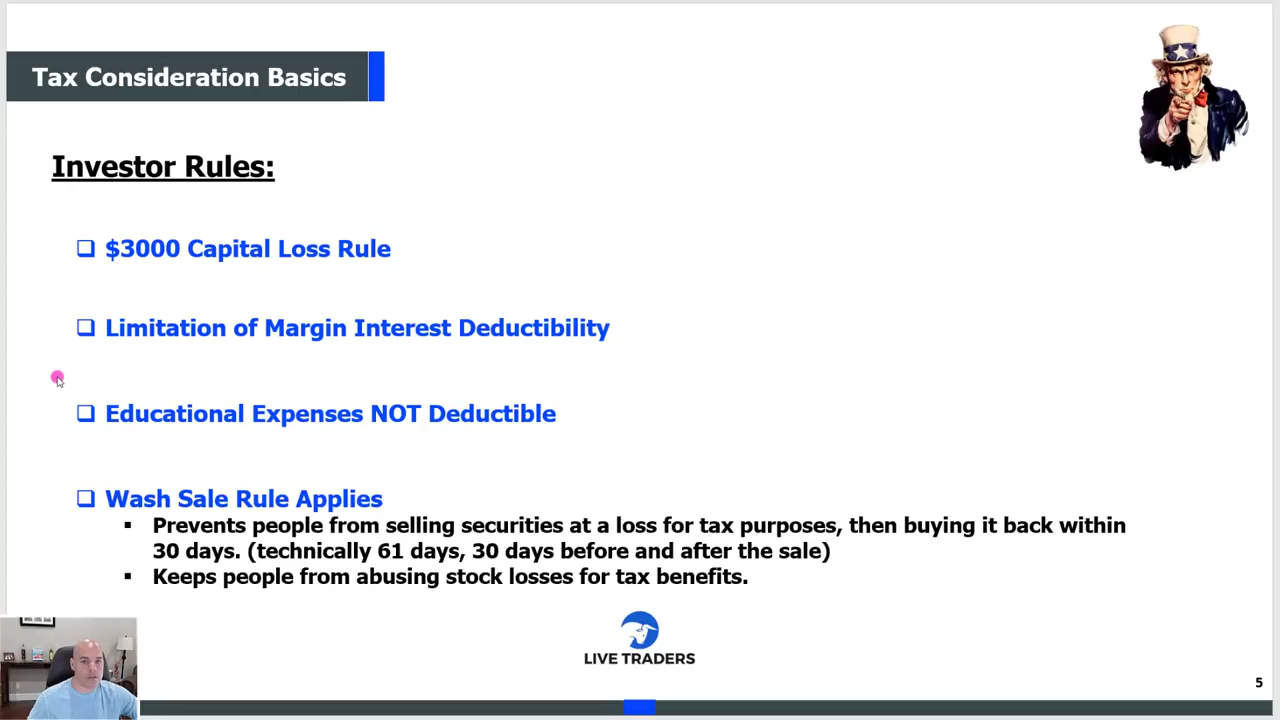 Tax Consideration Basics
Investor Rules:
$3000 Capital Loss Rule
Limitation of Margin Interest Deductibility
Educational Expenses NOT Deductible
Wash Sale Rule Applies
Prevents people from selling securities at a loss for tax purposes, then buying it back within
30 days. (technically 61 days, 30 days before and after the sale)
Keeps people from abusing stock losses for tax benefits.
LIVE TRADERS
5